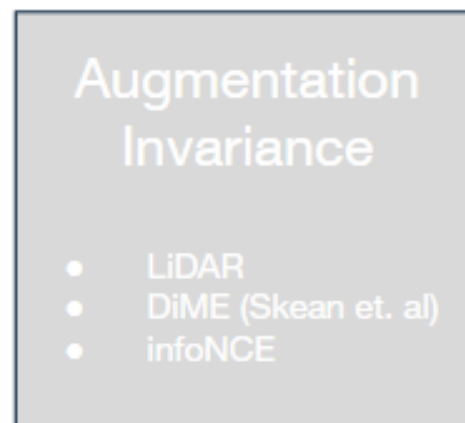 Augmentation
Invariance
● LiDAR
● DiME (Skean et. al)
● infoNCE